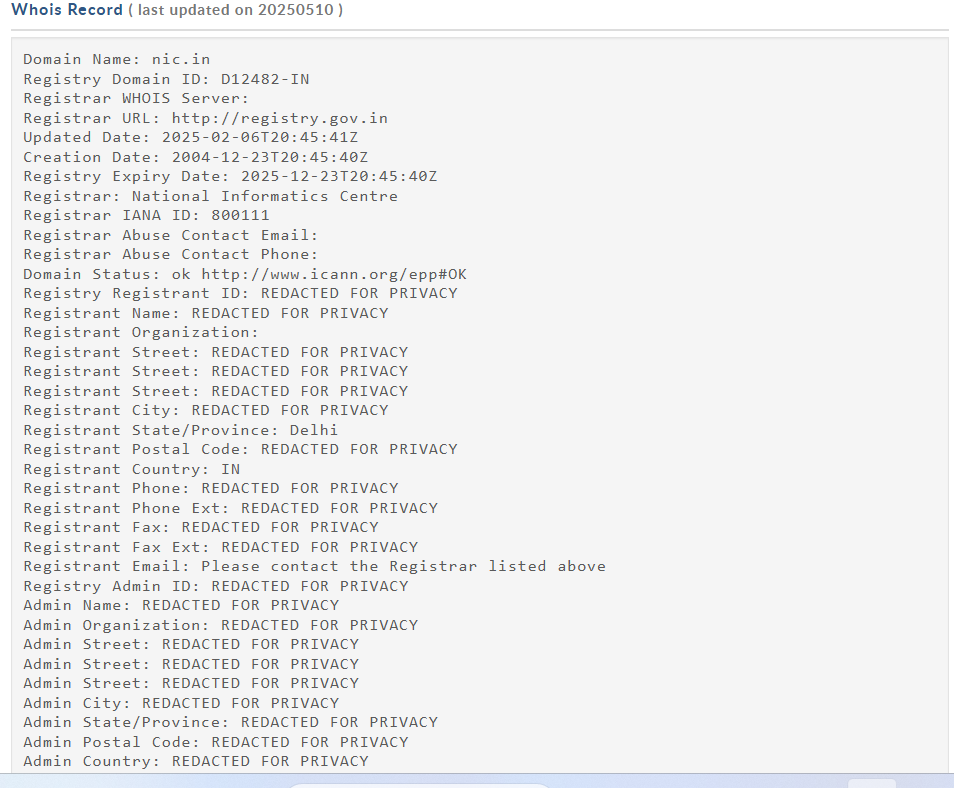 Whois Record ( last updated on 20250510 )
Domain Name: nic.in
Registry Domain ID: D12482-IN
Registrar WHOIS Server:
Registrar URL: http://registry.gov.in
Updated Date: 2025-02-06T20:45:41Z
Creation Date: 2004-12-23T20:45:40Z
Registry Expiry Date: 2025-12-23T20:45:40Z
Registrar: National Informatics Centre
Registrar IANA ID: 800111
Registrar Abuse Contact Email:
Registrar Abuse Contact Phone:
Domain Status: ok http://www.icann.org/epp#OK
Registry Registrant ID: REDACTED FOR PRIVACY
Registrant Name: REDACTED FOR PRIVACY
Registrant Organization:
Registrant Street: REDACTED FOR PRIVACY
Registrant Street: REDACTED FOR PRIVACY
Registrant Street: REDACTED FOR PRIVACY
Registrant City: REDACTED FOR PRIVACY
Registrant State/Province: Delhi
Registrant Postal Code: REDACTED FOR PRIVACY
Registrant Country: IN
Registrant Phone: REDACTED FOR PRIVACY
Registrant Phone Ext: REDACTED FOR PRIVACY
Registrant Fax: REDACTED FOR PRIVACY
Registrant Fax Ext: REDACTED FOR PRIVACY
Registrant Email: Please contact the Registrar listed above
Registry Admin ID: REDACTED FOR PRIVACY
Admin Name: REDACTED FOR PRIVACY
Admin Organization: REDACTED FOR PRIVACY
Admin Street: REDACTED FOR PRIVACY
Admin Street: REDACTED FOR PRIVACY
Admin Street: REDACTED FOR PRIVACY
Admin City: REDACTED FOR PRIVACY
Admin State/Province: REDACTED FOR PRIVACY
Admin Postal Code: REDACTED FOR PRIVACY
Admin Country: REDACTED FOR PRIVACY